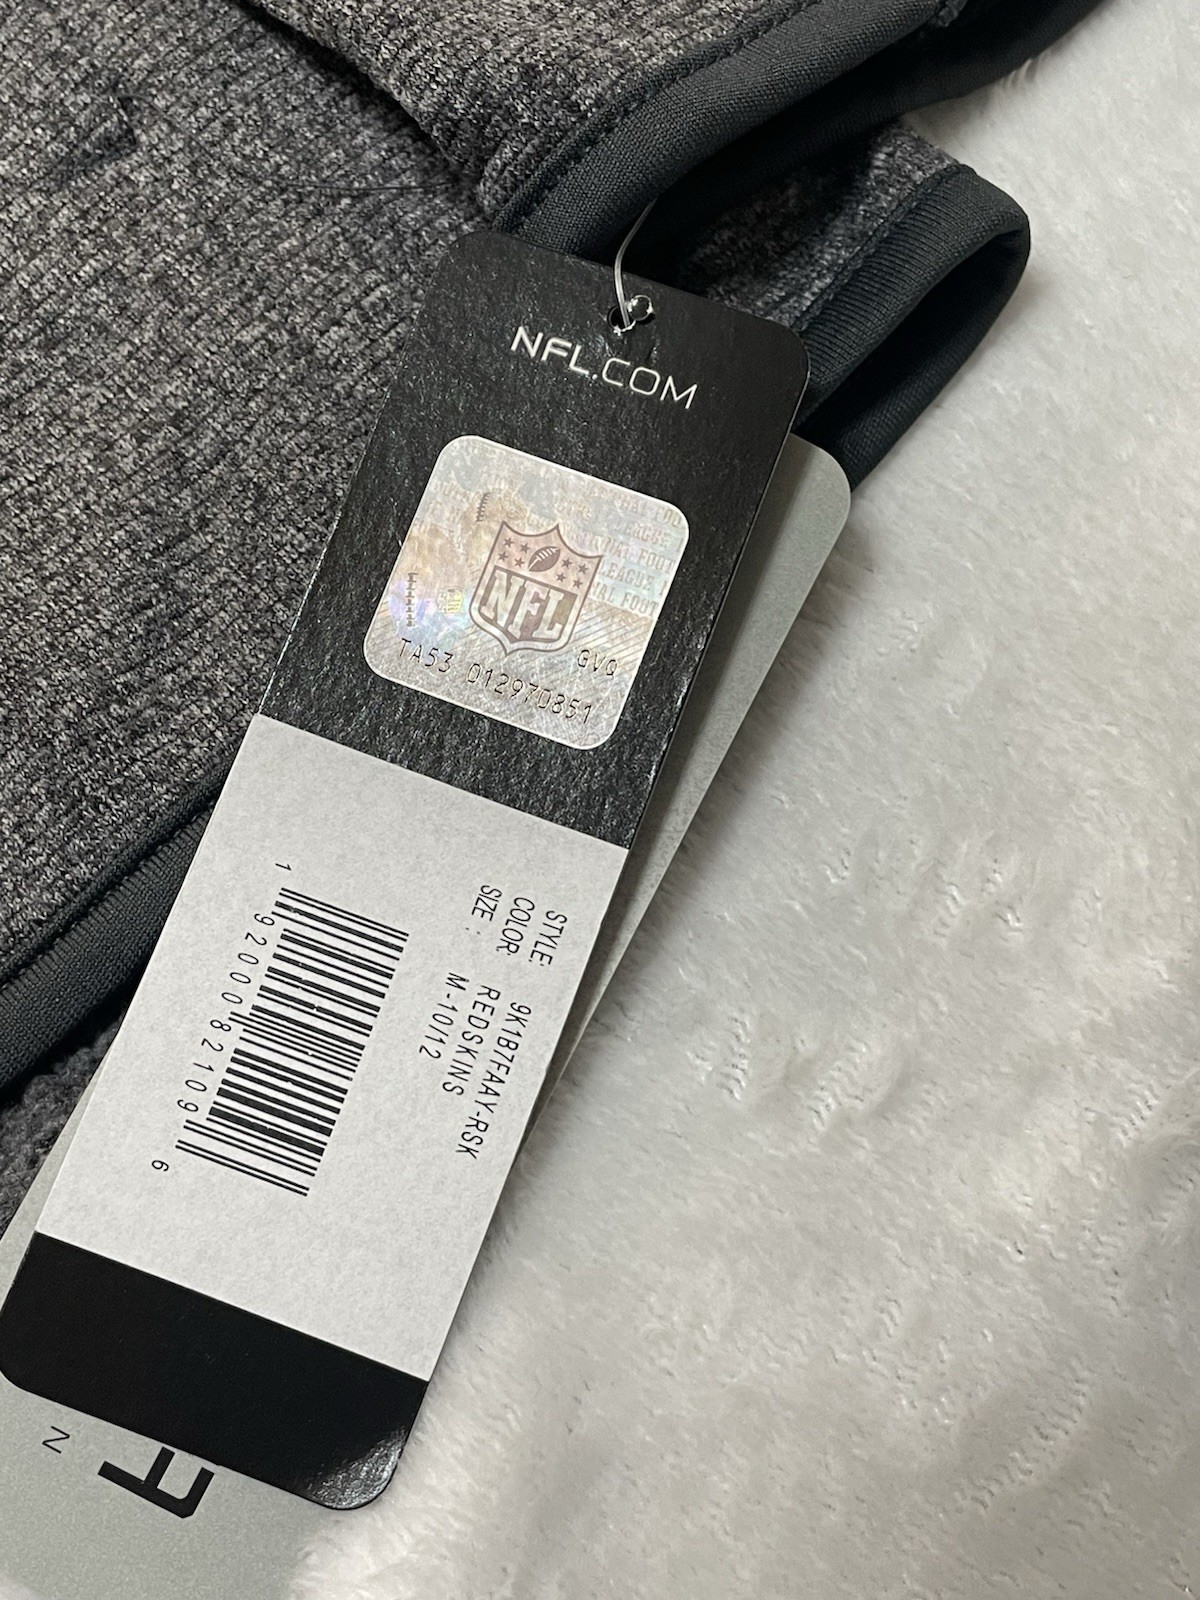 NFL.COM
NFL
TA53 012970851
GVQ
STYLE: 9K1B7FAAY-RSK
COLOR: REDSKINS
SIZE : M-10/12
1 92000 82109 6
N